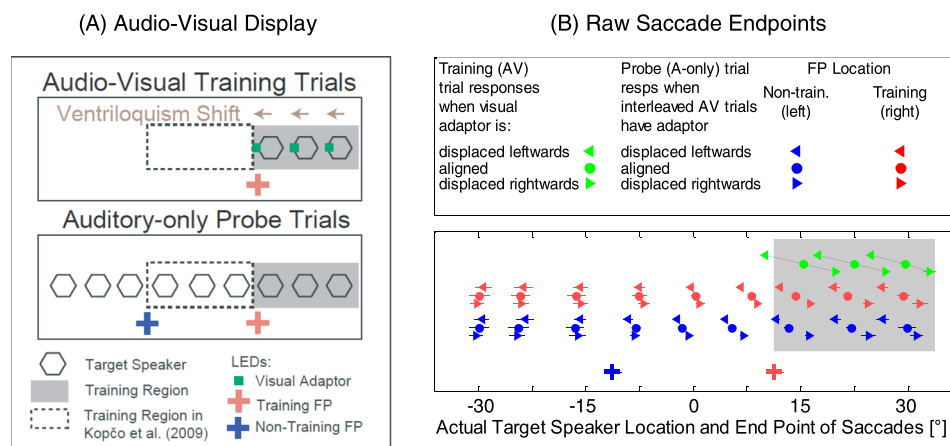 (A) Audio-Visual Display
Audio-Visual Training Trials
Ventriloquism Shift
Auditory-only Probe Trials
Target Speaker
Training Region
Training Region in
Kopčo et al. (2009)
LEDs:
Visual Adaptor
Training FP
Non-Training FP
(B) Raw Saccade Endpoints
Training (AV)
trial responses
when visual
adaptor is:
displaced leftwards
aligned
displaced rightwards
Probe (A-only) trial
resps when
interleaved AV trials
have adaptor
displaced leftwards
aligned
displaced rightwards
FP Location
Non-train.
(left)
Training
(right)
-30 -15 0 15 30
Actual Target Speaker Location and End Point of Saccades [°]